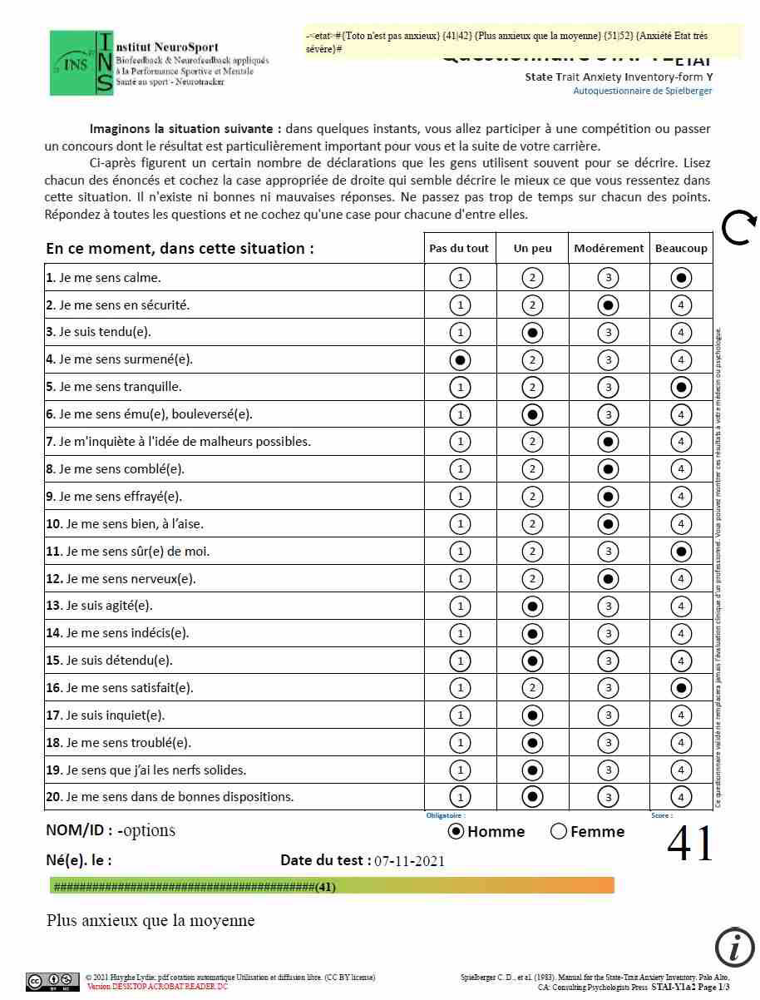 -<etat>#{Toto n'est pas anxieux}{41|42}{Plus anxieux que la moyenne}{51|52}{Anxiété Etat très
sévère}#
INS
INS
Institut NeuroSport
Biofeedback & Neurofeedback appliqués
à la Performance Sportive et Mentale
Santé au sport - Neurotracker
ETAT
State Trait Anxiety Inventory-form Y
Autoquestionnaire de Spielberger
Imaginons la situation suivante : dans quelques instants, vous allez participer à une compétition ou passer
un concours dont le résultat est particulièrement important pour vous et la suite de votre carrière.
Ci-après figurent un certain nombre de déclarations que les gens utilisent souvent pour se décrire. Lisez
chacun des énoncés et cochez la case appropriée de droite qui semble décrire le mieux ce que vous ressentez dans
cette situation. Il n'existe ni bonnes ni mauvaises réponses. Ne passez pas trop de temps sur chacun des points.
Répondez à toutes les questions et ne cochez qu'une case pour chacune d'entre elles.
En ce moment, dans cette situation : Pas du tout Un peu Modérement Beaucoup
1. Je me sens calme. 1 2 3
2. Je me sens en sécurité. 1 2 4
3. Je suis tendu(e). 1 3 4
4. Je me sens surmené(e). 2 3 4
5. Je me sens tranquille. 1 2 3
6. Je me sens ému(e), bouleversé(e). 1 3 4
7. Je m'inquiète à l'idée de malheurs possibles. 1 2 4
8. Je me sens comblé(e). 1 2 4
9. Je me sens effrayé(e). 1 2 4
10. Je me sens bien, à l’aise. 1 2 4
11. Je me sens sûr(e) de moi. 1 2 3
12. Je me sens nerveux(e). 1 2 4
13. Je suis agité(e). 1 3 4
14. Je me sens indécis(e). 1 3 4
15. Je suis détendu(e). 1 3 4
16. Je me sens satisfait(e). 1 2 3
17. Je suis inquiet(e). 1 3 4
18. Je me sens troublé(e). 1 3 4
19. Je sens que j’ai les nerfs solides. 1 3 4
20. Je me sens dans de bonnes dispositions. 1 3 4
Ce questionnnaire validé ne remplacera jamais l'évaluation clinique d'un professionnel. Vous pouvez montrer ces résultats à votre médecin ou psychologue.
Obligatoire : Score :
NOM/ID : -options Homme Femme 41
Né(e). le : Date du test : 07-11-2021
##########################################(41)
Plus anxieux que la moyenne
i
© 2021 Huyghe Lydie; pdf cotation automatique Utilisation et diffusion libre. (CC BY license)
Version DESKTOP ACROBAT READER DC
cc BY NC
Spielberger C. D., et al. (1983). Manual for the State-Trait Anxiety Inventory. Palo Alto,
CA: Consulting Psychologists Press STAI-Y1a2 Page 1/3